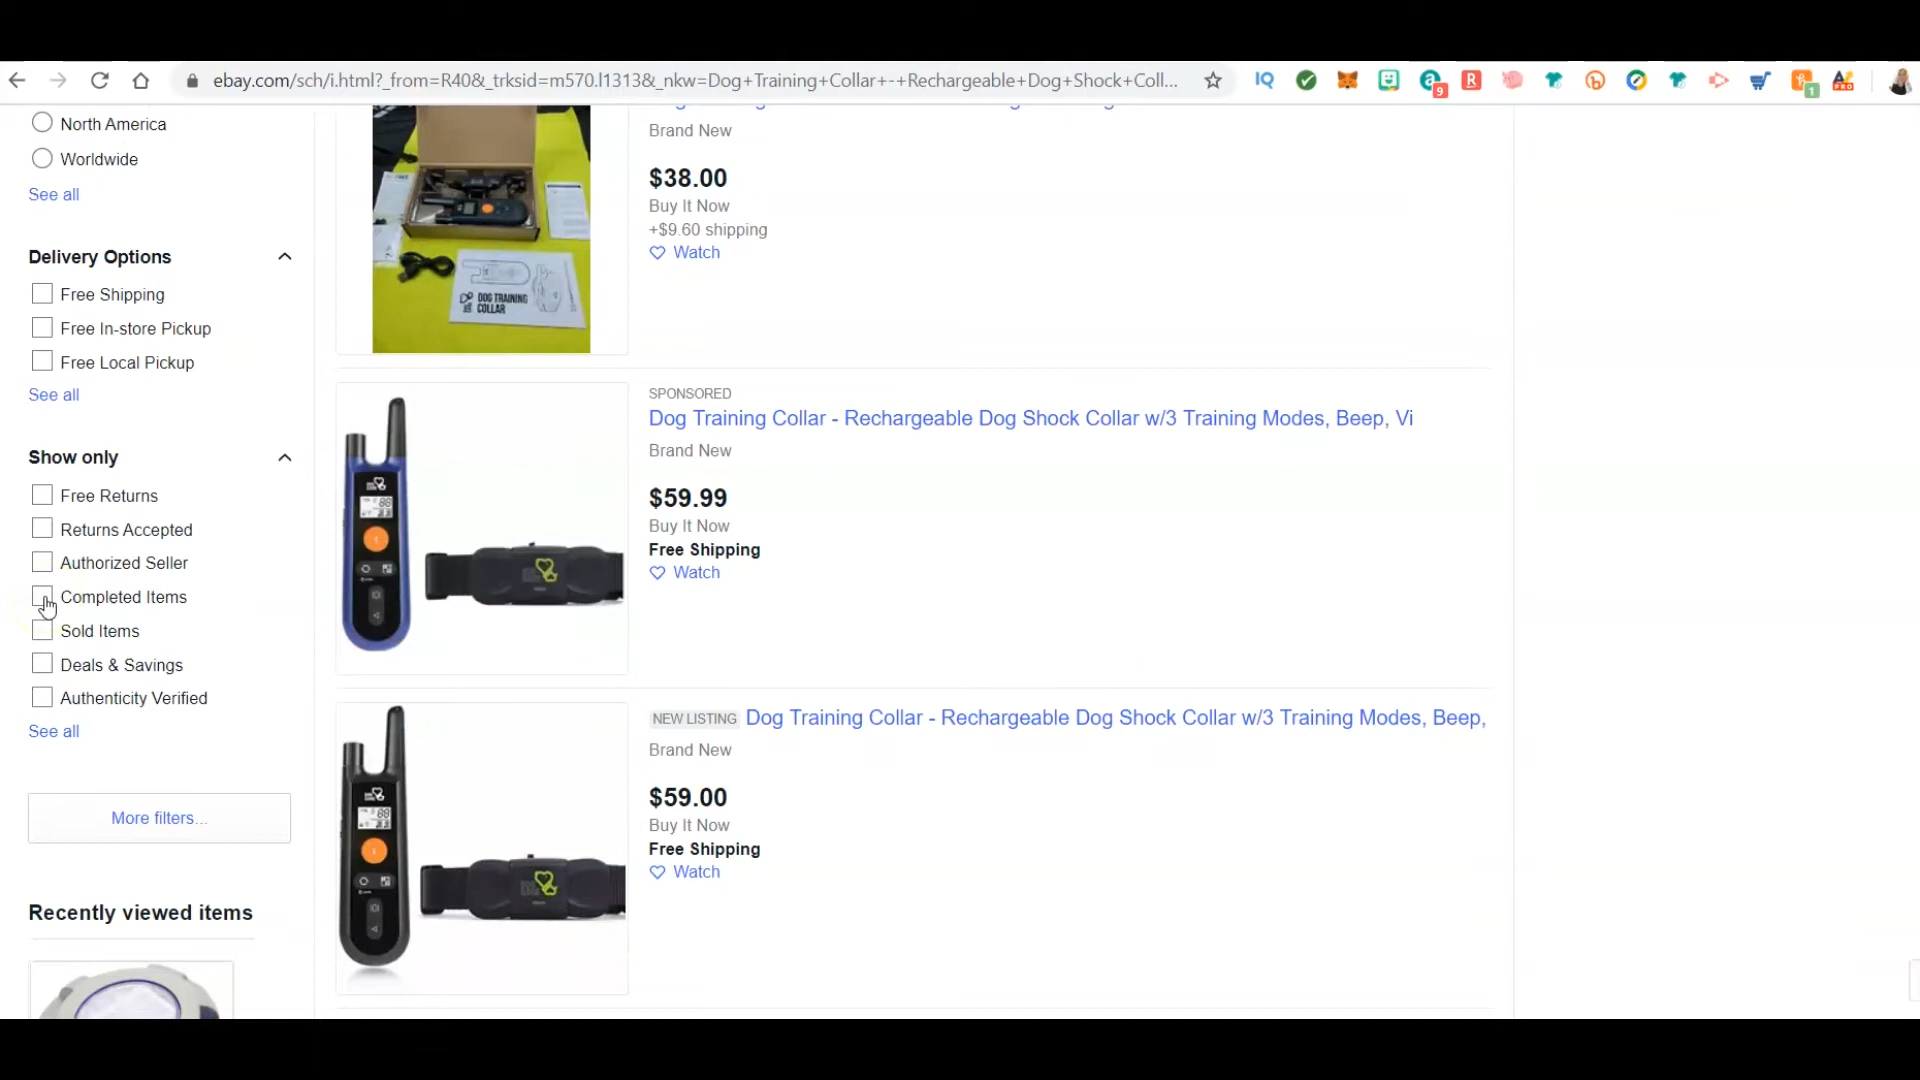 ebay.com/sch/i.html?_from=R40&_trksid=m570.l1313&_nkw=Dog+Training+Collar+-+Rechargeable+Dog+Shock+Coll...
9
1
North America
Worldwide
See all
Delivery Options
Free Shipping
Free In-store Pickup
Free Local Pickup
See all
Show only
Free Returns
Returns Accepted
Authorized Seller
Completed Items
Sold Items
Deals & Savings
Authenticity Verified
See all
More filters...
Recently viewed items
Brand New
$38.00
Buy It Now
+$9.60 shipping
Watch
DOG TRAINING
COLLAR
SPONSORED
Dog Training Collar - Rechargeable Dog Shock Collar w/3 Training Modes, Beep, Vi
Brand New
$59.99
Buy It Now
Free Shipping
Watch
NEW LISTING Dog Training Collar - Rechargeable Dog Shock Collar w/3 Training Modes, Beep,
Brand New
$59.00
Buy It Now
Free Shipping
Watch